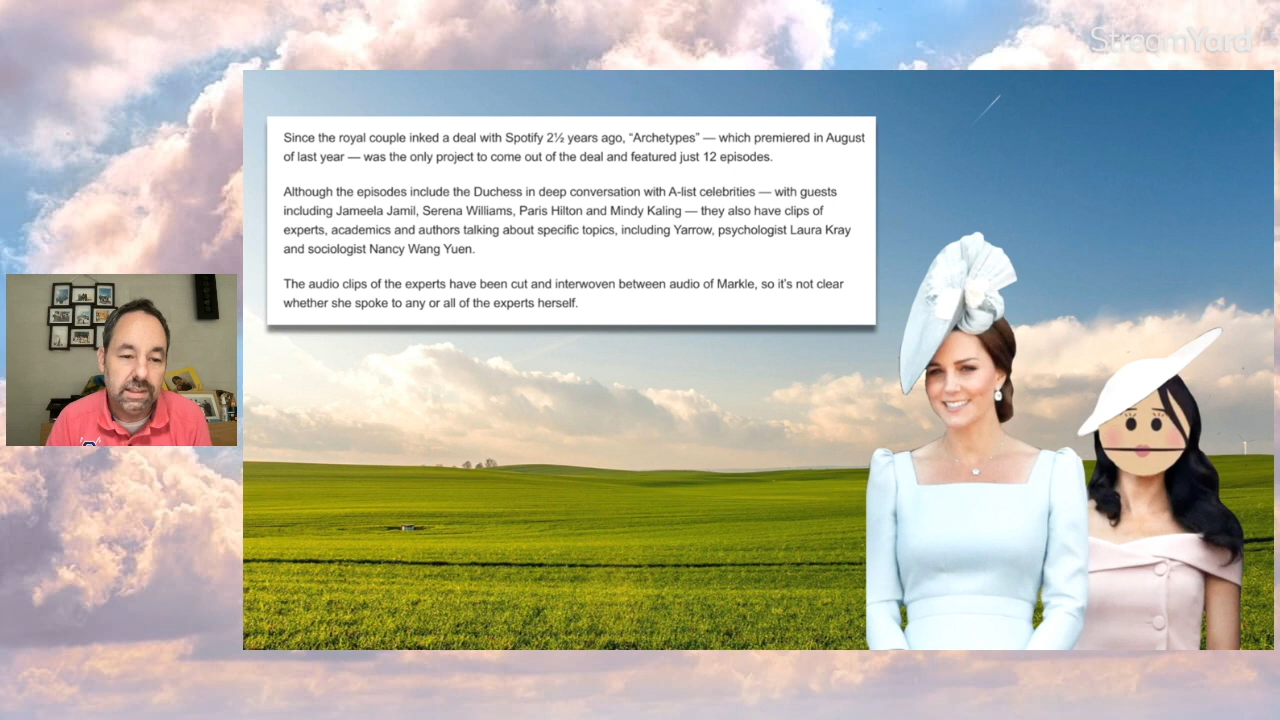 StreamYard
Since the royal couple inked a deal with Spotify 2½ years ago, “Archetypes” — which premiered in August
of last year — was the only project to come out of the deal and featured just 12 episodes.
Although the episodes include the Duchess in deep conversation with A-list celebrities — with guests
including Jameela Jamil, Serena Williams, Paris Hilton and Mindy Kaling — they also have clips of
experts, academics and authors talking about specific topics, including Yarrow, psychologist Laura Kray
and sociologist Nancy Wang Yuen.
The audio clips of the experts have been cut and interwoven between audio of Markle, so it’s not clear
whether she spoke to any or all of the experts herself.